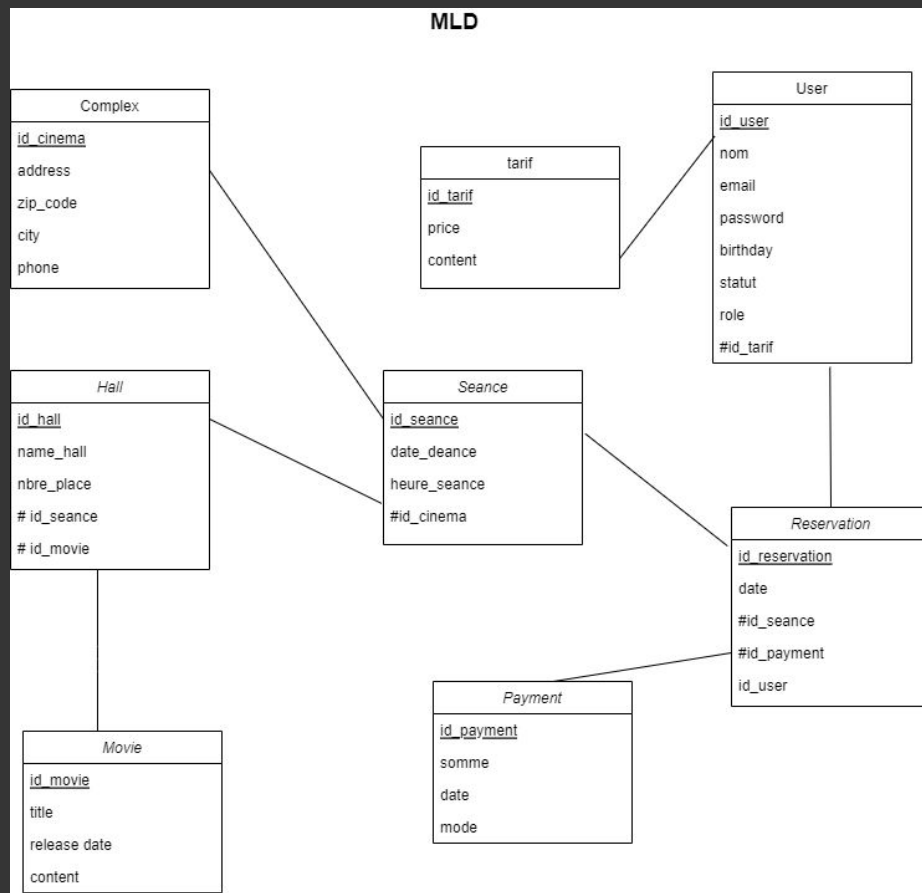 MLD
Complex
id_cinema
address
zip_code
city
phone
tarif
id_tarif
price
content
User
id_user
nom
email
password
birthday
statut
role
#id_tarif
Hall
id_hall
name_hall
nbre_place
# id_seance
# id_movie
Seance
id_seance
date_deance
heure_seance
#id_cinema
Reservation
id_reservation
date
#id_seance
#id_payment
id_user
Payment
id_payment
somme
date
mode
Movie
id_movie
title
release date
content